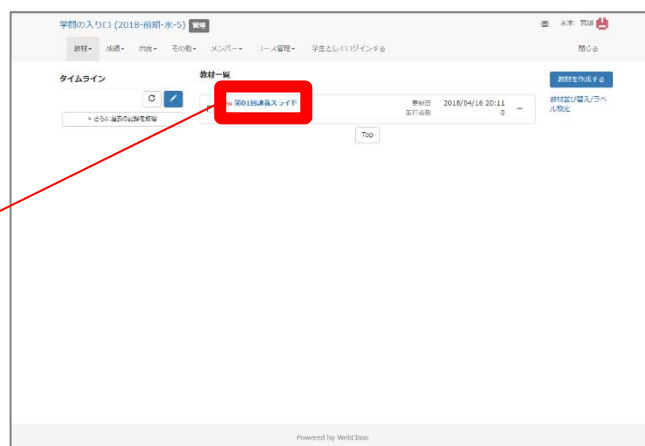 学問の入り口 (2018-前期-水-5) 管理
教材 成績 出席 その他 メンバー コース管理 学生としてログインする 閉じる
タイムライン
教材一覧
教材を作成する
第01回講義スライド
更新日 2018/04/16 20:11
実行者数 0
教材並び替え/ラベル設定
Top
Powered by WebClass